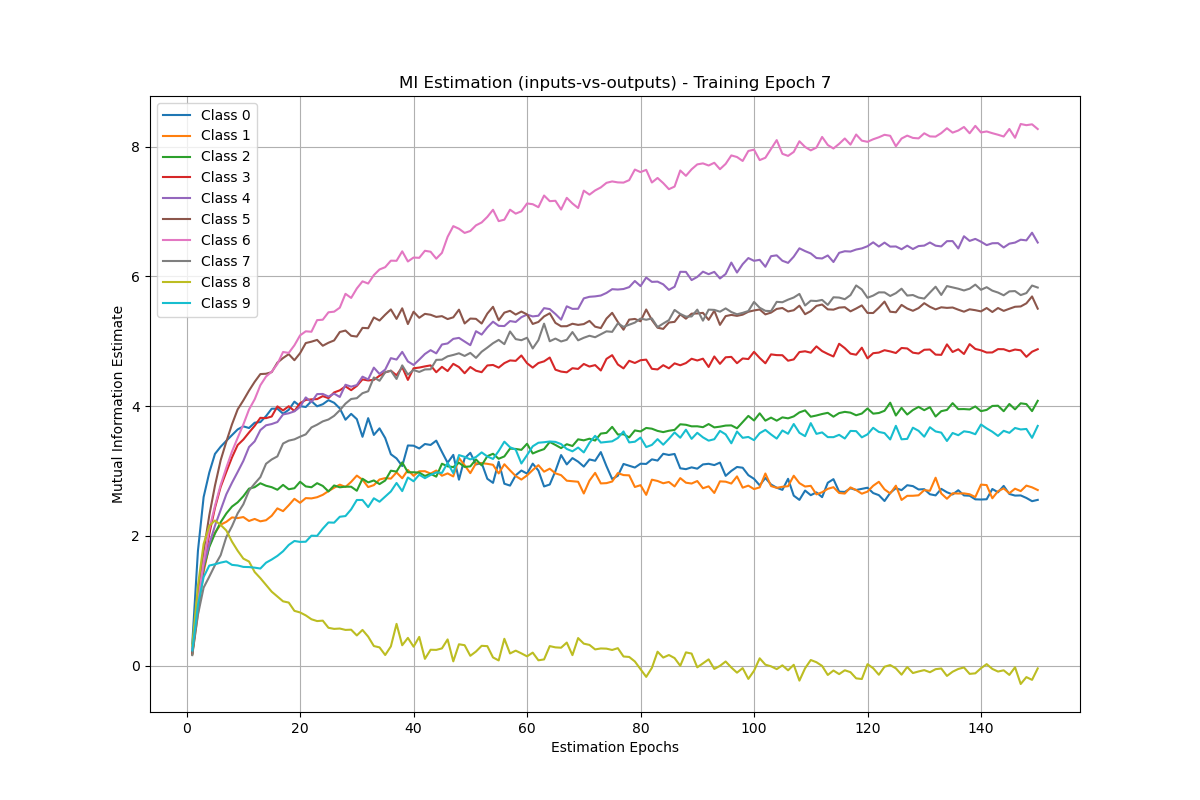 MI Estimation (inputs-vs-outputs) - Training Epoch 7
Class 0
Class 1
Class 2
Class 3
Class 4
Class 5
Class 6
Class 7
Class 8
Class 9
Mutual Information Estimate
8
6
4
2
0
0 20 40 60 80 100 120 140
Estimation Epochs